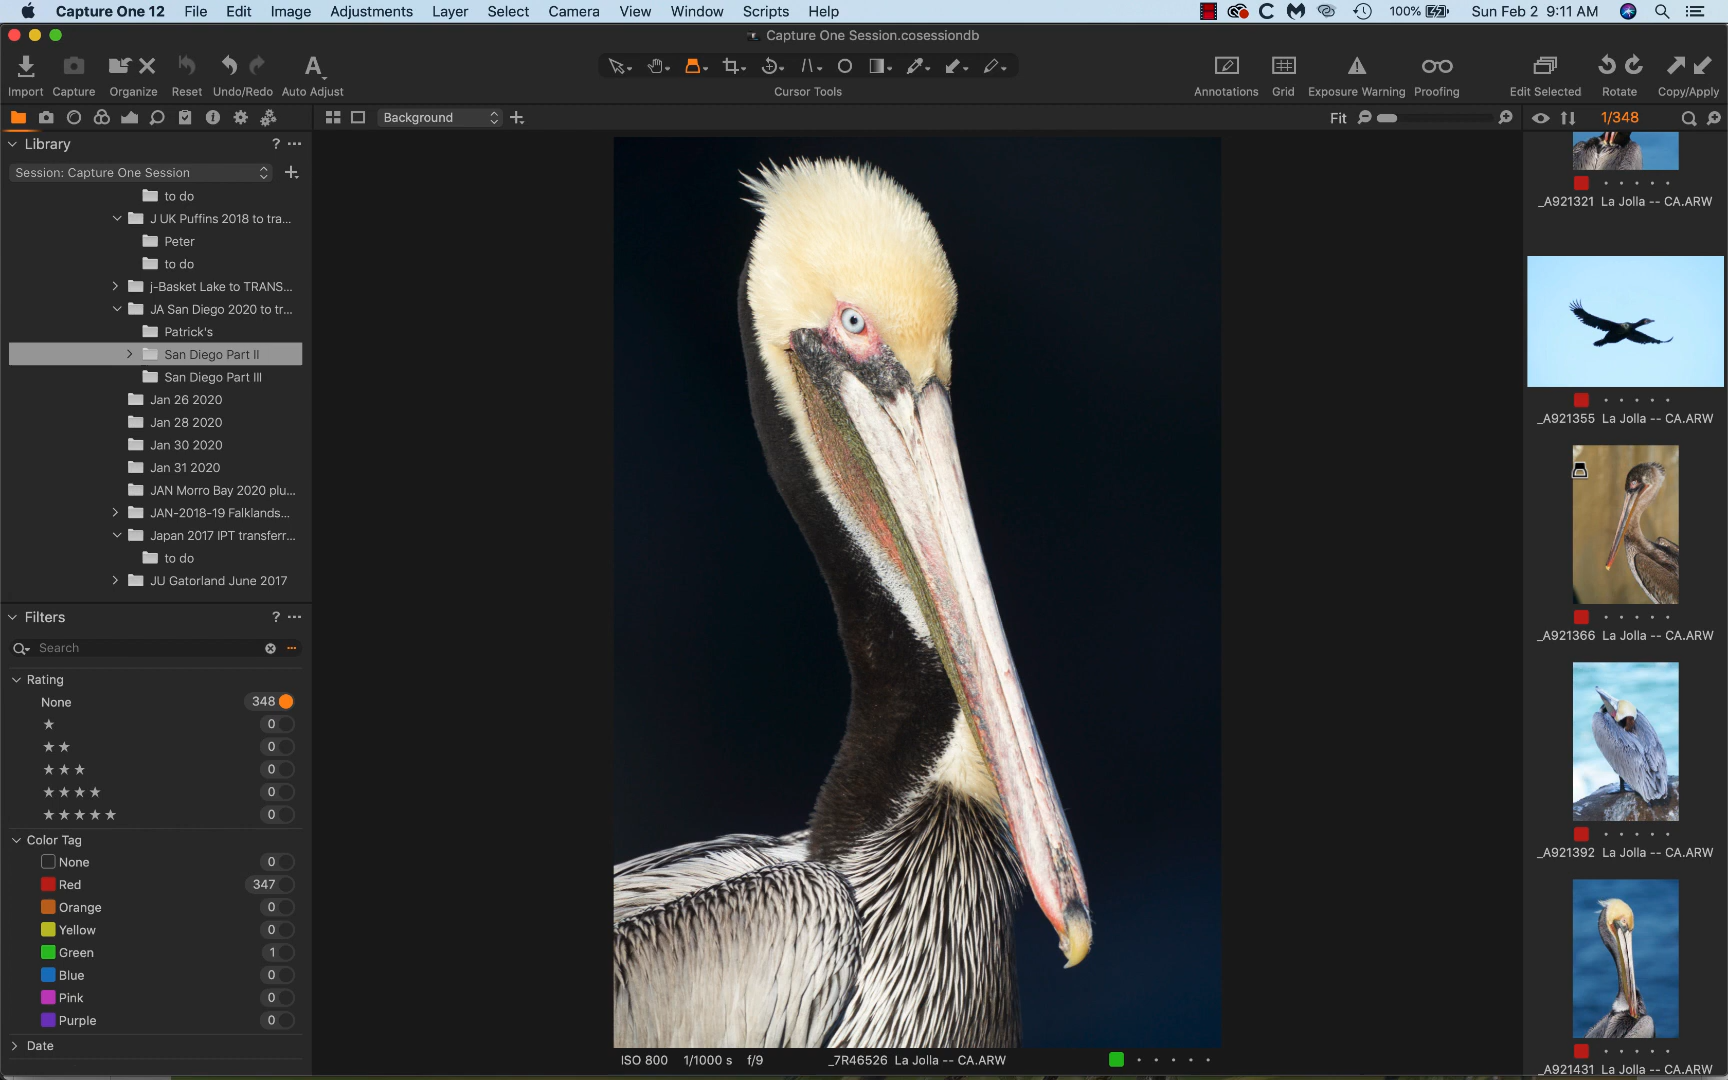 Capture One 12 File Edit Image Adjustments Layer Select Camera View Window Scripts Help 100% Sun Feb 2 9:11 AM
Capture One Session.cosessiondb
Import Capture Organize Reset Undo/Redo Auto Adjust Cursor Tools Annotations Grid Exposure Warning Proofing Edit Selected Rotate Copy/Apply
Background Fit 1/348
Library ?
Session: Capture One Session
to do
J UK Puffins 2018 to tra...
Peter
to do
j-Basket Lake to TRANS...
JA San Diego 2020 to tr...
Patrick's
San Diego Part II
San Diego Part III
Jan 26 2020
Jan 28 2020
Jan 30 2020
Jan 31 2020
JAN Morro Bay 2020 plu...
JAN-2018-19 Falklands...
Japan 2017 IPT transferr...
to do
JU Gatorland June 2017
Filters ?
Search
Rating
None 348
★ 0
★ ★ 0
★ ★ ★ 0
★ ★ ★ ★ 0
★ ★ ★ ★ ★ 0
Color Tag
None 0
Red 347
Orange 0
Yellow 0
Green 1
Blue 0
Pink 0
Purple 0
Date
ISO 800 1/1000 s f/9 _7R46526 La Jolla -- CA.ARW
_A921321 La Jolla -- CA.ARW
_A921355 La Jolla -- CA.ARW
_A921366 La Jolla -- CA.ARW
_A921392 La Jolla -- CA.ARW
_A921431 La Jolla -- CA.ARW